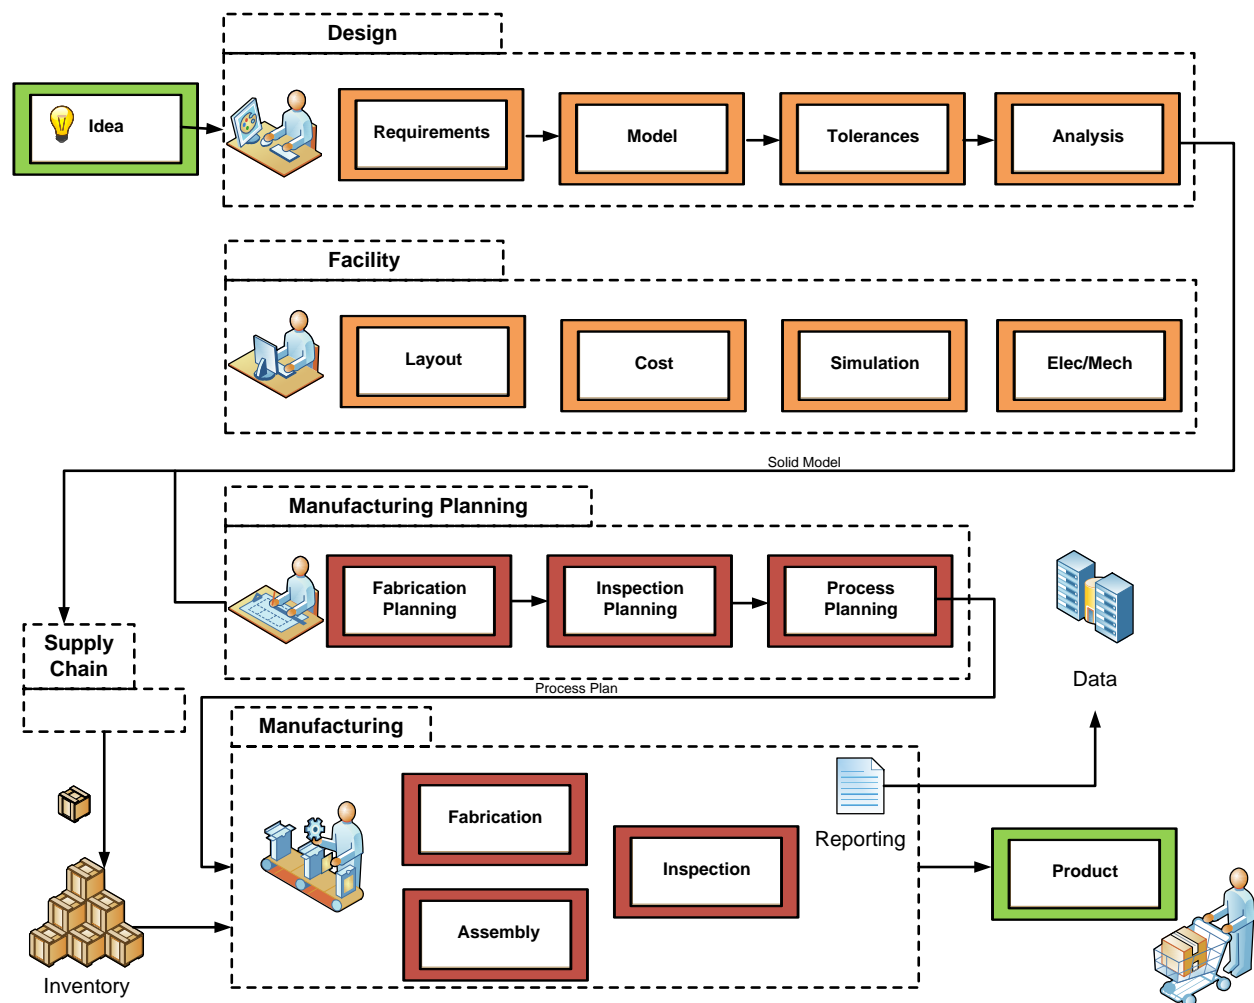 Design
Idea
Requirements
Model
Tolerances
Analysis
Facility
Layout
Cost
Simulation
Elec/Mech
Solid Model
Manufacturing Planning
Fabrication
Planning
Inspection
Planning
Process
Planning
Supply
Chain
Data
Process Plan
Manufacturing
Fabrication
Reporting
Inspection
Product
Assembly
Inventory